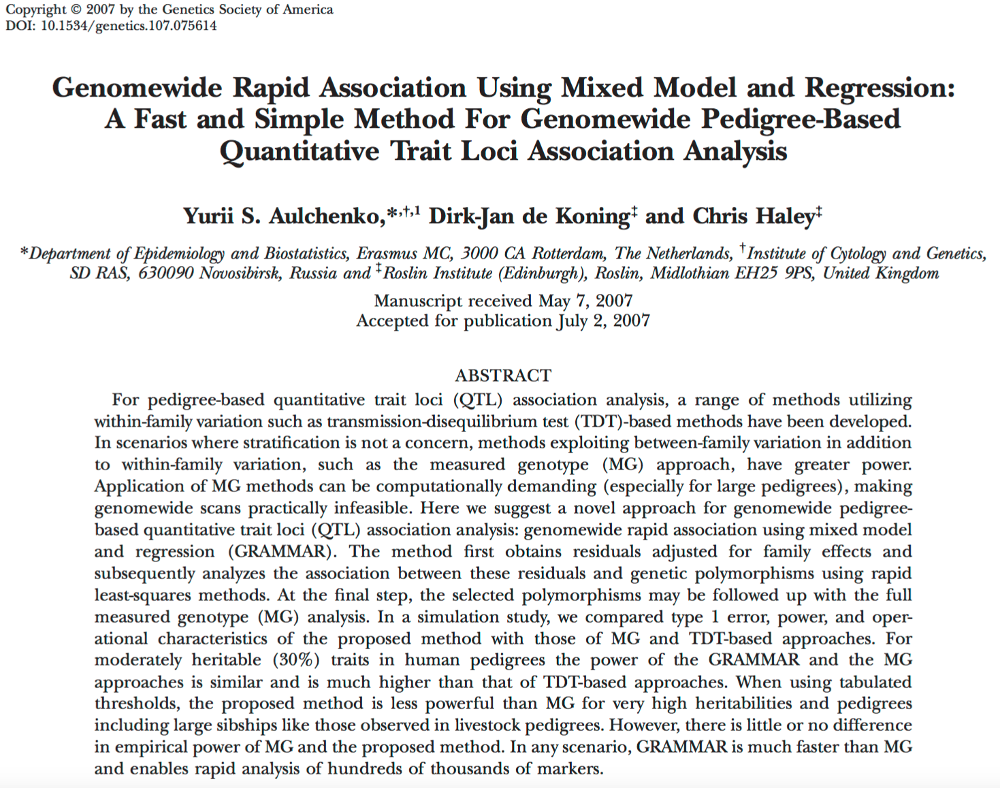 Copyright © 2007 by the Genetics Society of America
DOI: 10.1534/genetics.107.075614
Genomewide Rapid Association Using Mixed Model and Regression:
A Fast and Simple Method For Genomewide Pedigree-Based
Quantitative Trait Loci Association Analysis
Yurii S. Aulchenko,*,†,1 Dirk-Jan de Koning‡ and Chris Haley‡
*Department of Epidemiology and Biostatistics, Erasmus MC, 3000 CA Rotterdam, The Netherlands, †Institute of Cytology and Genetics,
SD RAS, 630090 Novosibirsk, Russia and ‡Roslin Institute (Edinburgh), Roslin, Midlothian EH25 9PS, United Kingdom
Manuscript received May 7, 2007
Accepted for publication July 2, 2007
ABSTRACT
For pedigree-based quantitative trait loci (QTL) association analysis, a range of methods utilizing
within-family variation such as transmission-disequilibrium test (TDT)-based methods have been developed.
In scenarios where stratification is not a concern, methods exploiting between-family variation in addition
to within-family variation, such as the measured genotype (MG) approach, have greater power.
Application of MG methods can be computationally demanding (especially for large pedigrees), making
genomewide scans practically infeasible. Here we suggest a novel approach for genomewide pedigree-
based quantitative trait loci (QTL) association analysis: genomewide rapid association using mixed model
and regression (GRAMMAR). The method first obtains residuals adjusted for family effects and
subsequently analyzes the association between these residuals and genetic polymorphisms using rapid
least-squares methods. At the final step, the selected polymorphisms may be followed up with the full
measured genotype (MG) analysis. In a simulation study, we compared type 1 error, power, and oper-
ational characteristics of the proposed method with those of MG and TDT-based approaches. For
moderately heritable (30%) traits in human pedigrees the power of the GRAMMAR and the MG
approaches is similar and is much higher than that of TDT-based approaches. When using tabulated
thresholds, the proposed method is less powerful than MG for very high heritabilities and pedigrees
including large sibships like those observed in livestock pedigrees. However, there is little or no difference
in empirical power of MG and the proposed method. In any scenario, GRAMMAR is much faster than MG
and enables rapid analysis of hundreds of thousands of markers.